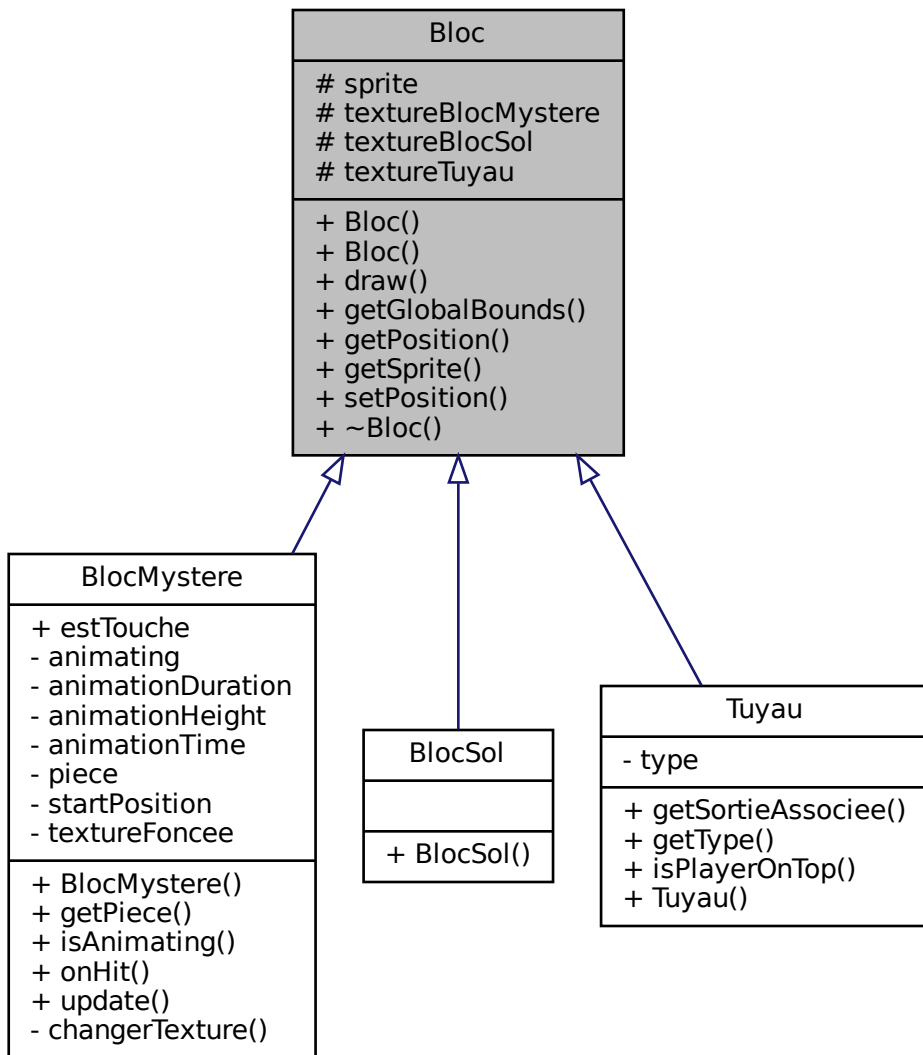 Bloc
# sprite
# textureBlocMystere
# textureBlocSol
# textureTuyau
+ Bloc()
+ Bloc()
+ draw()
+ getGlobalBounds()
+ getPosition()
+ getSprite()
+ setPosition()
+ ~Bloc()
BlocMystere
+ estTouche
- animating
- animationDuration
- animationHeight
- animationTime
- piece
- startPosition
- textureFoncee
+ BlocMystere()
+ getPiece()
+ isAnimating()
+ onHit()
+ update()
- changerTexture()
BlocSol
+ BlocSol()
Tuyau
- type
+ getSortieAssociee()
+ getType()
+ isPlayerOnTop()
+ Tuyau()